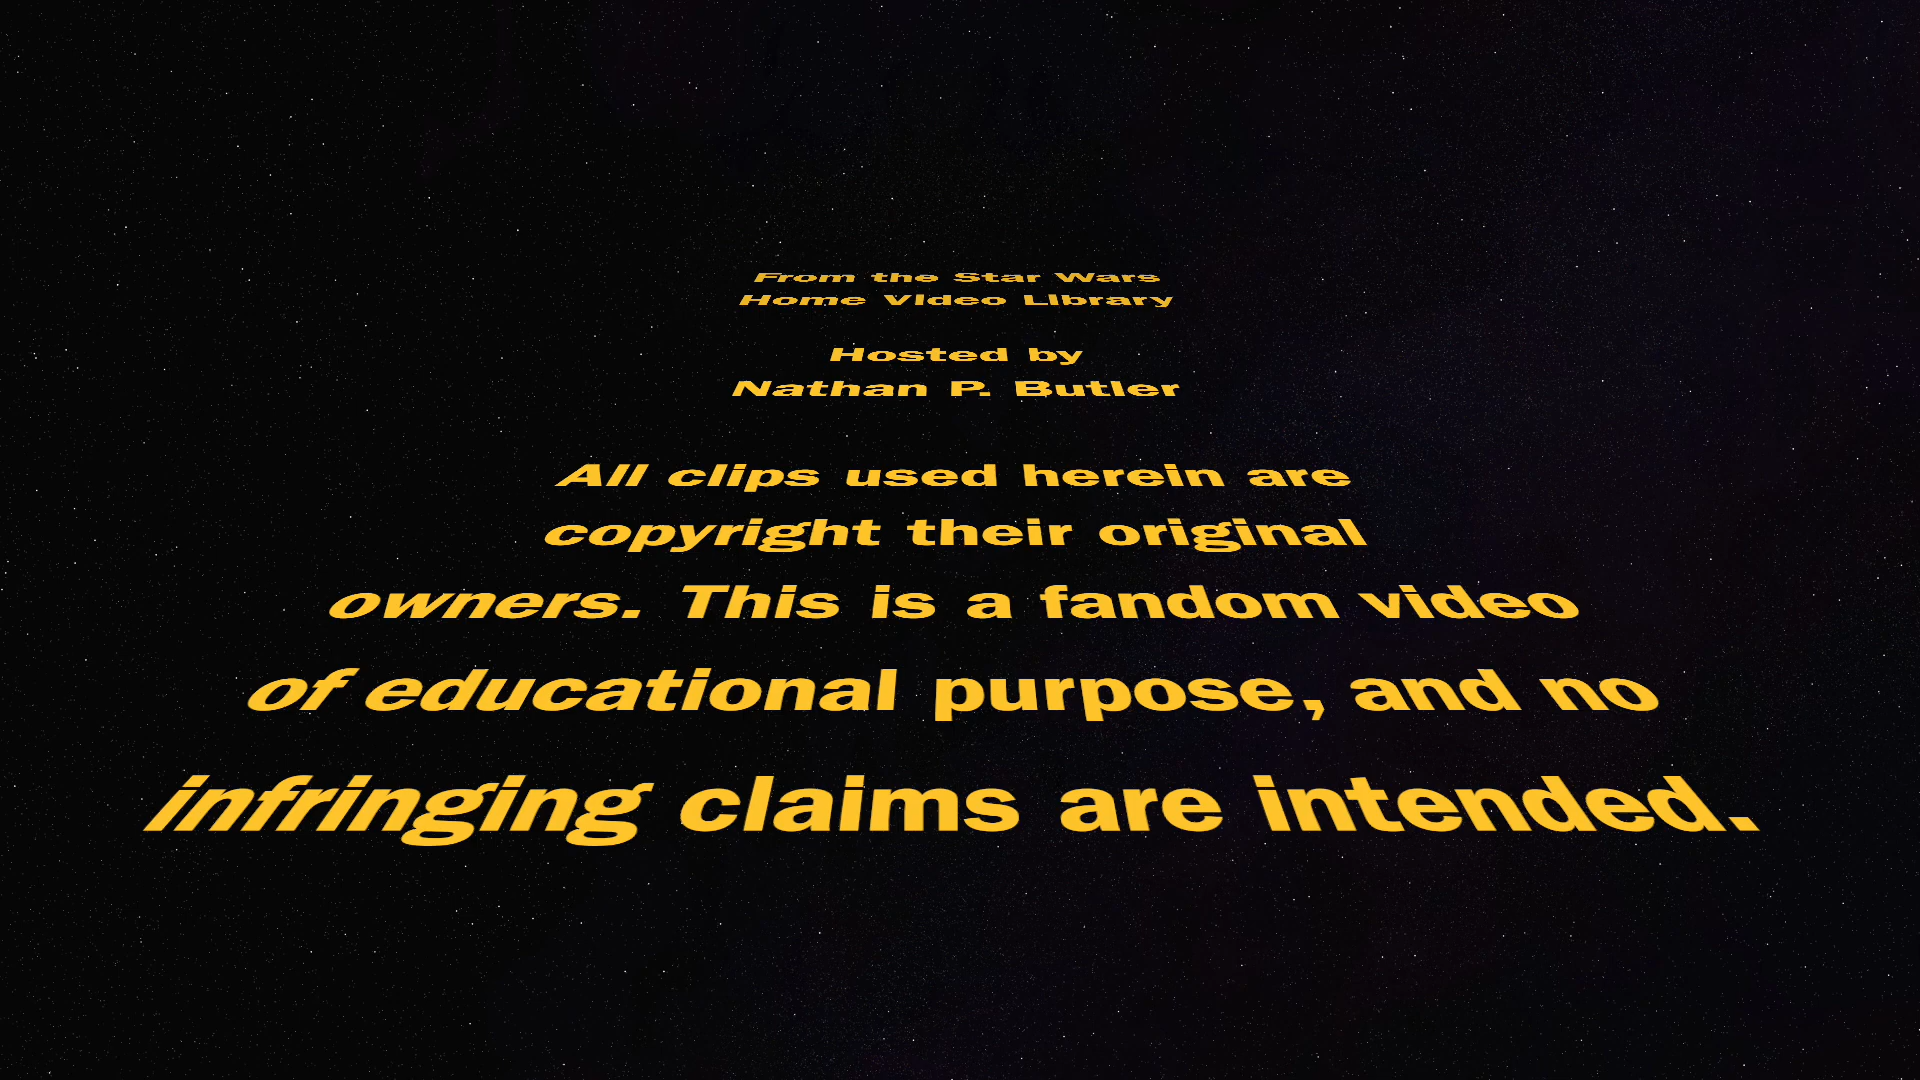 From the Star Wars
Home Video Library
Hosted by
Nathan P. Butler
All clips used herein are
copyright their original
owners. This is a fandom video
of educational purpose, and no
infringing claims are intended.